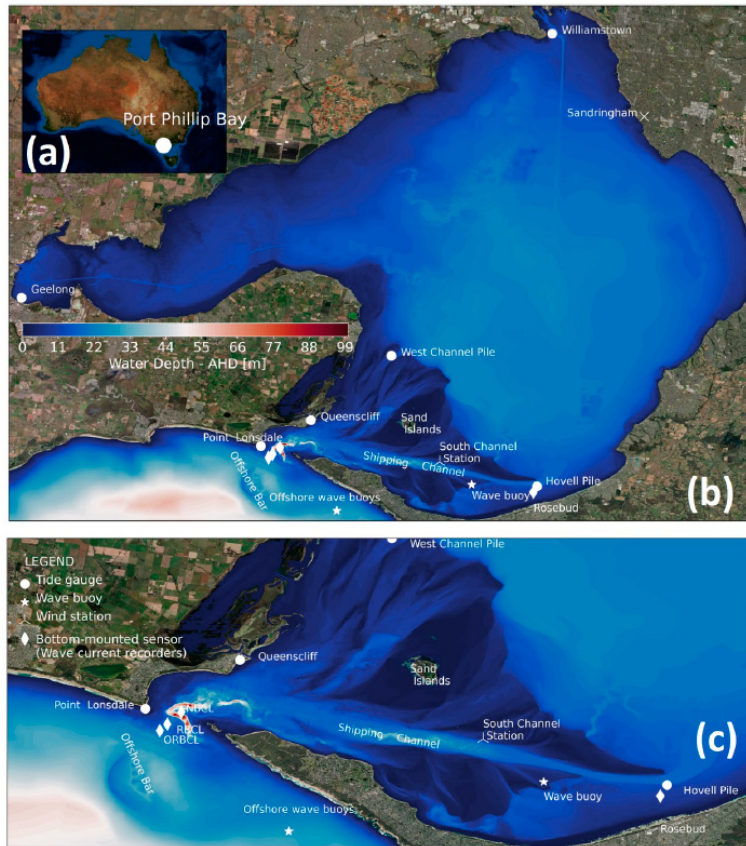 Port Phillip Bay
(a)
Williamstown
Sandringham
Geelong
0 11 22 33 44 55 66 77 88 99
Water Depth - AHD [m]
West Channel Pile
Queenscliff
Sand
Islands
Point Lonsdale
South Channel
Station
Shipping Channel
Offshore Bar
Hovell Pile
Wave buoy
Offshore wave buoys
Rosebud
(b)
West Channel Pile
LEGEND
Tide gauge
Wave buoy
Wind station
Bottom-mounted sensor
(Wave current recorders)
Queenscliff
Sand
Islands
Point Lonsdale
RBCL
ORBCL
Shipping Channel
South Channel
Station
(c)
Offshore Bar
Hovell Pile
Wave buoy
Offshore wave buoys
Rosebud